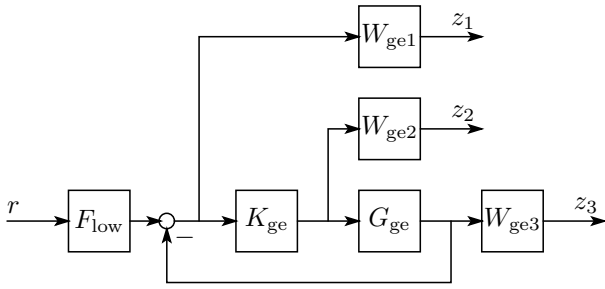 W_ge1 z_1
W_ge2 z_2
r F_low − K_ge G_ge W_ge3 z_3